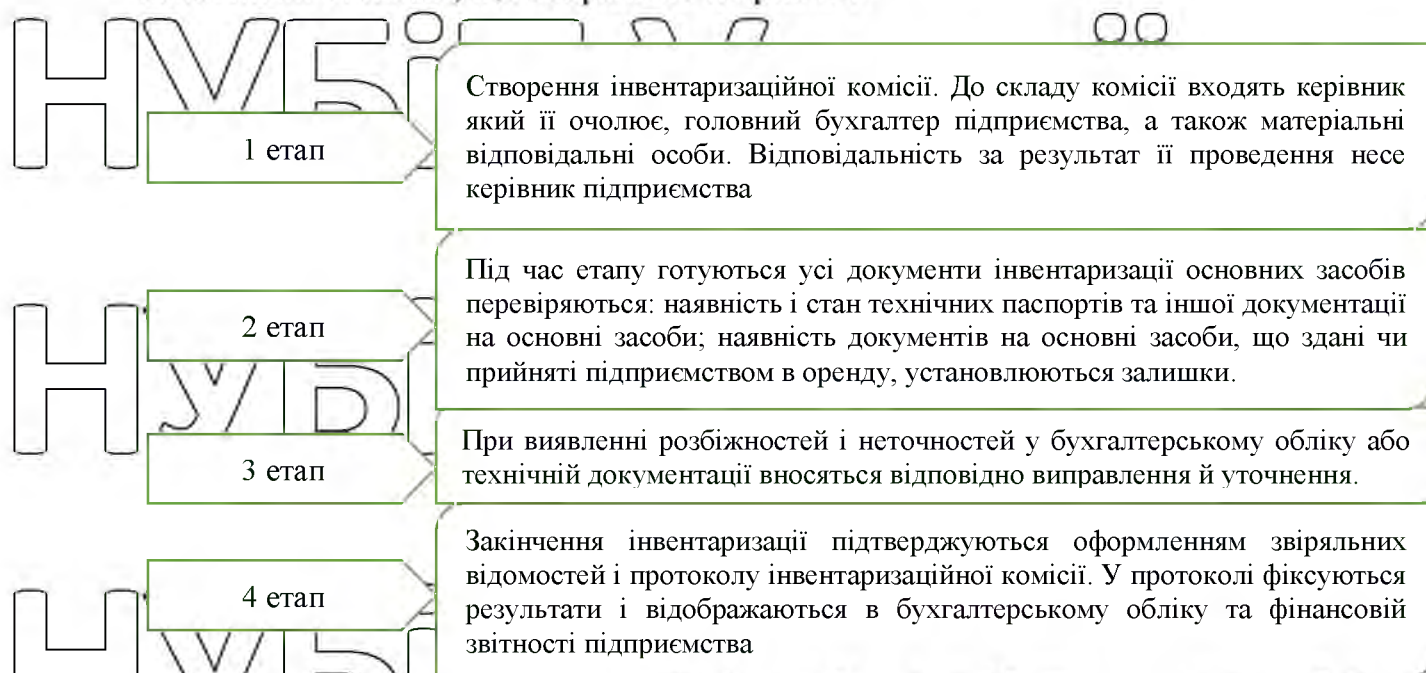 1 етап
Створення інвентаризаційної комісії. До складу комісії входять керівник
який її очолює, головний бухгалтер підприємства, а також матеріальні
відповідальні особи. Відповідальність за результат її проведення несе
керівник підприємства
2 етап
Під час етапу готуються усі документи інвентаризації основних засобів
перевіряються: наявність і стан технічних паспортів та іншої документації
на основні засоби; наявність документів на основні засоби, що здані чи
прийняті підприємством в оренду, установлюються залишки.
3 етап
При виявленні розбіжностей і неточностей у бухгалтерському обліку або
технічній документації вносяться відповідно виправлення й уточнення.
4 етап
Закінчення інвентаризації підтверджуються оформленням звіряльних
відомостей і протоколу інвентаризаційної комісії. У протоколі фіксуються
результати і відображаються в бухгалтерському обліку та фінансовій
звітності підприємства